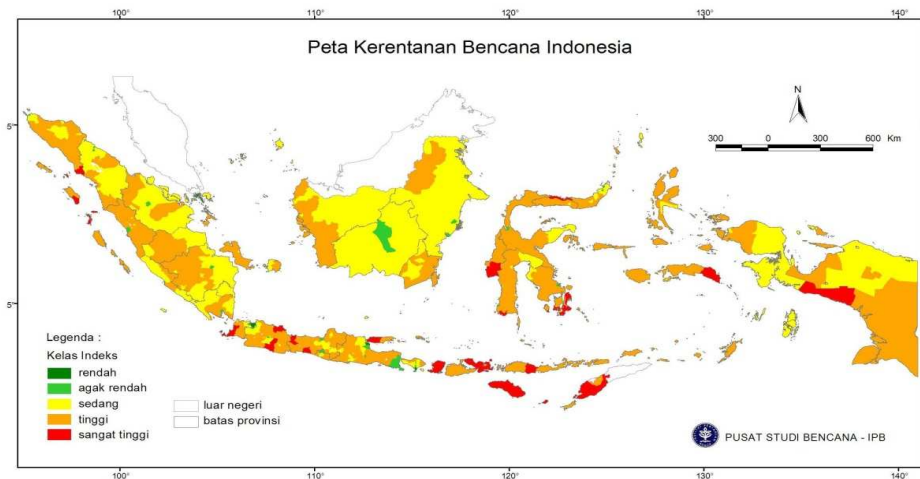 100° 110° 120° 130° 140°
Peta Kerentanan Bencana Indonesia
N
5° 5°
300 0 300 600 Km
5° 5°
Legenda :
Kelas Indeks
rendah
agak rendah
sedang luar negeri
tinggi batas provinsi
sangat tinggi
PUSAT STUDI BENCANA - IPB
100° 110° 120° 130° 140°